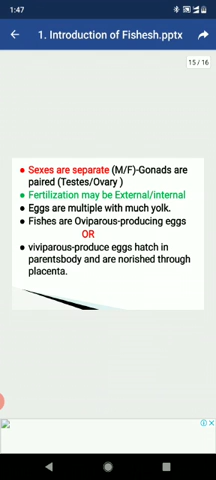 1:47
1. Introduction of Fishesh.pptx
15 / 16
Sexes are separate (M/F)-Gonads are
paired (Testes/Ovary )
Fertilization may be External/internal
Eggs are multiple with much yolk.
Fishes are Oviparous-producing eggs
OR
viviparous-produce eggs hatch in
parentsbody and are norished through
placenta.